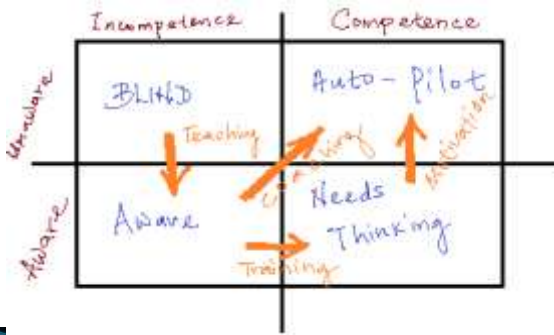 Incompetence
Competence
Unaware
BLIND
Auto-Pilot
Teaching
Coaching
Motivation
Aware
Aware
Needs
Thinking
Training